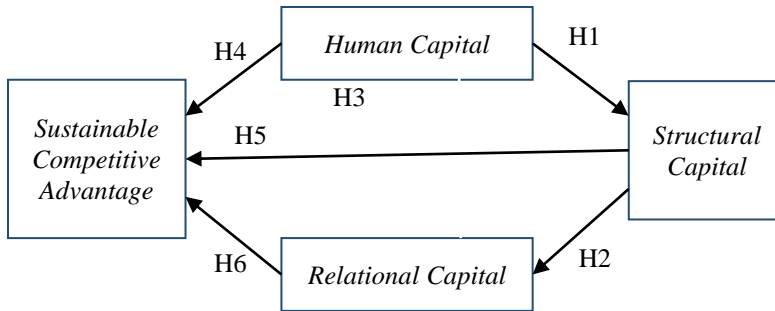 Human Capital
H4
H1
H3
Sustainable
Competitive
Advantage
H5
Structural
Capital
H6
Relational Capital
H2